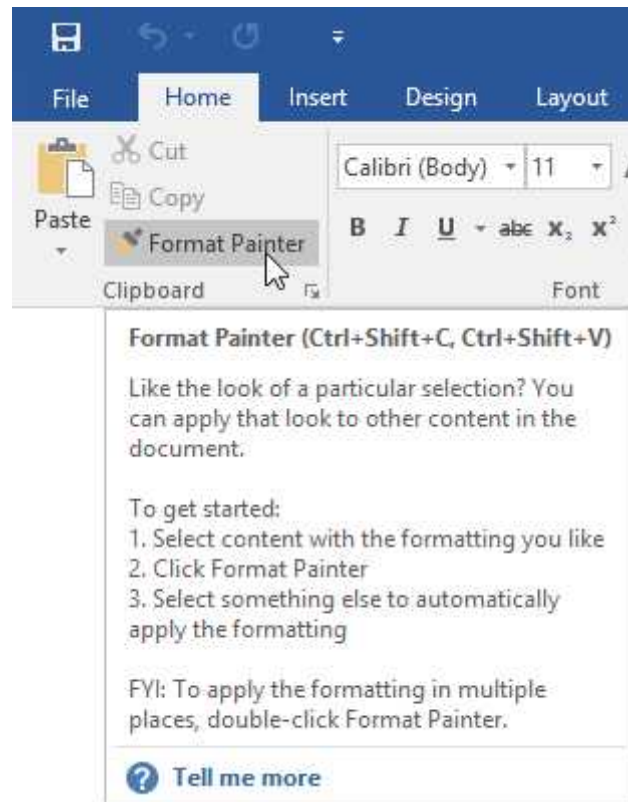 File Home Insert Design Layout
Cut
Calibri (Body) 11
Copy
Paste
B I U abc X₂ X²
Format Painter
Clipboard Font
Format Painter (Ctrl+Shift+C, Ctrl+Shift+V)
Like the look of a particular selection? You
can apply that look to other content in the
document.
To get started:
1. Select content with the formatting you like
2. Click Format Painter
3. Select something else to automatically
apply the formatting
FYI: To apply the formatting in multiple
places, double-click Format Painter.
? Tell me more